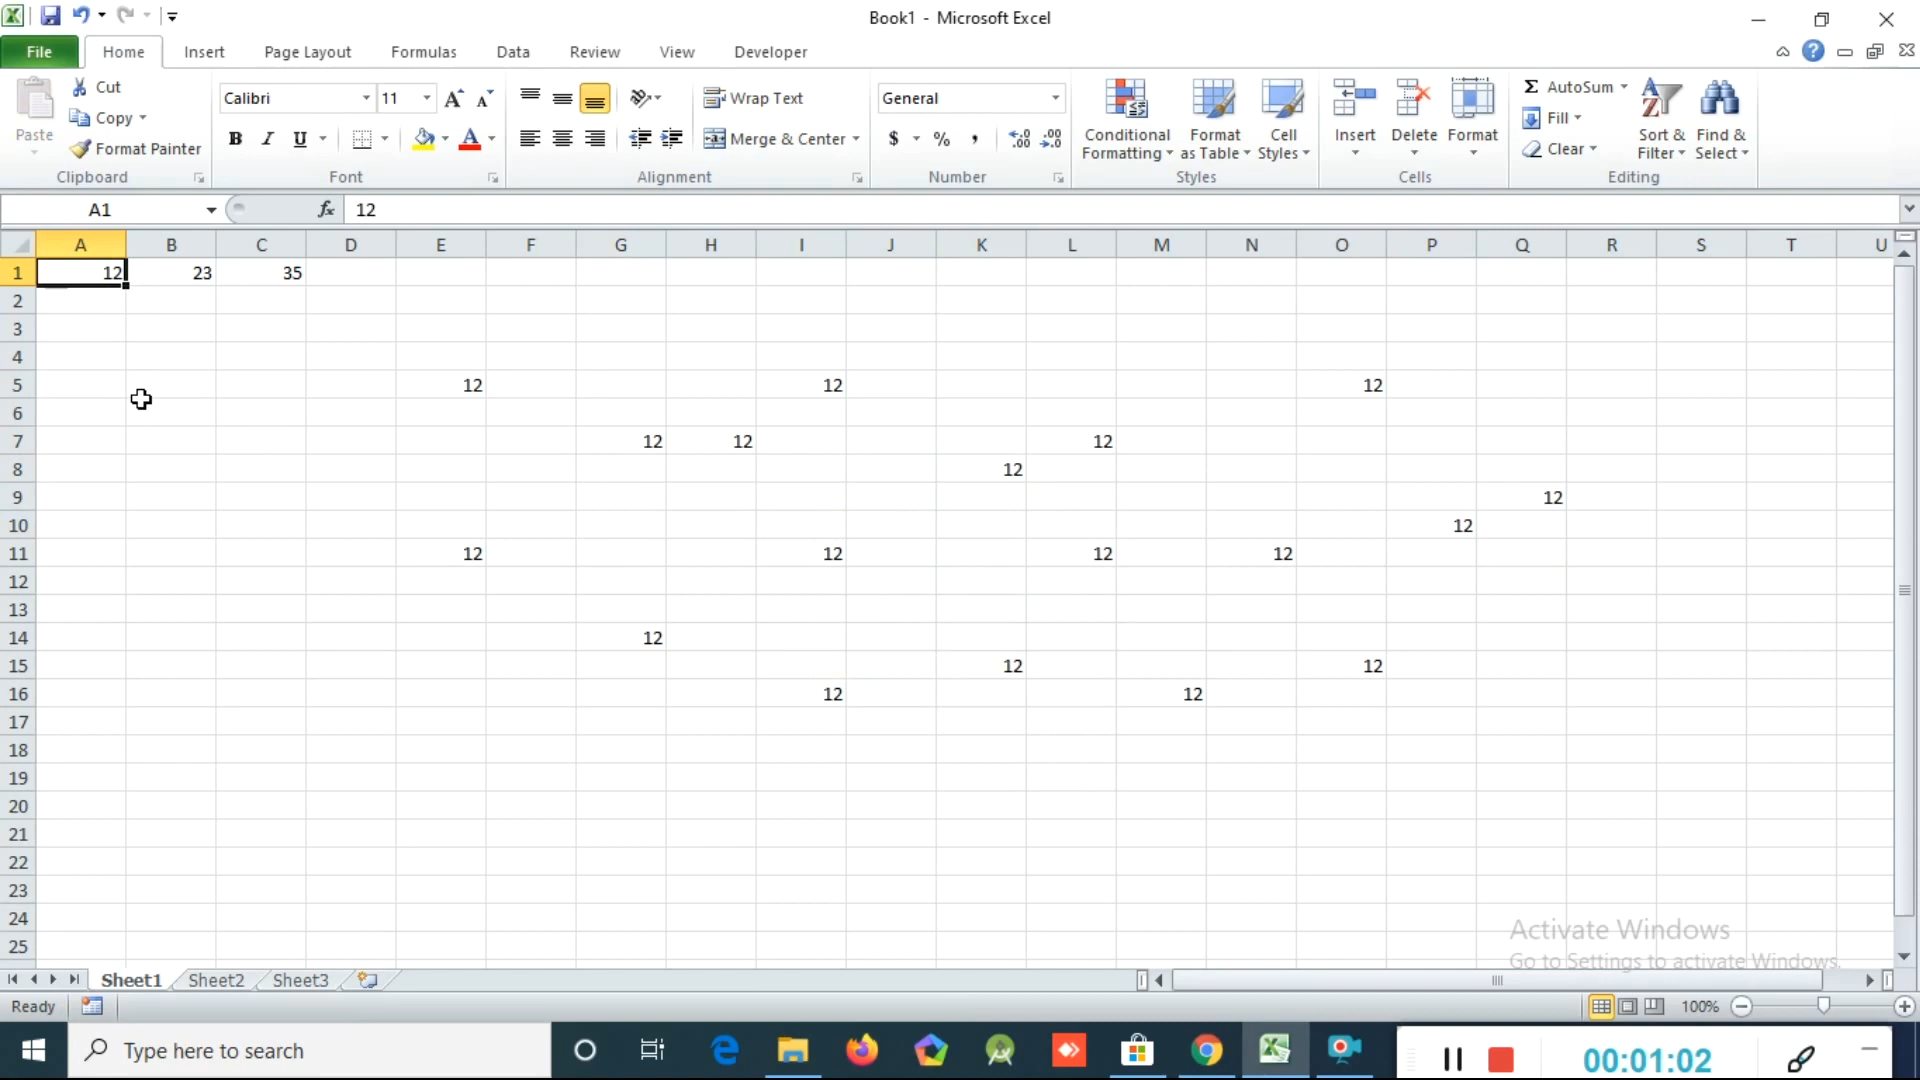 Book1 - Microsoft Excel
File Home Insert Page Layout Formulas Data Review View Developer
Paste
Cut
Copy
Format Painter
Clipboard
Calibri 11 A A
B I U A
Font
Wrap Text
Merge & Center
Alignment
General
$ % ,
Number
Conditional Formatting
Format as Table
Cell Styles
Styles
Insert Delete Format
Cells
Σ AutoSum
Fill
Clear
Sort & Filter
Find & Select
Editing
A1 fx 12
A B C D E F G H I J K L M N O P Q R S T U
1 12 23 35
2
3
4
5 12 12 12
6
7 12 12 12
8 12
9 12
10 12
11 12 12 12 12
12
13
14 12
15 12 12
16 12 12
17
18
19
20
21
22
23
24
25
Activate Windows
Go to Settings to activate Windows.
Sheet1 Sheet2 Sheet3
Ready 100%
Type here to search
00:01:02